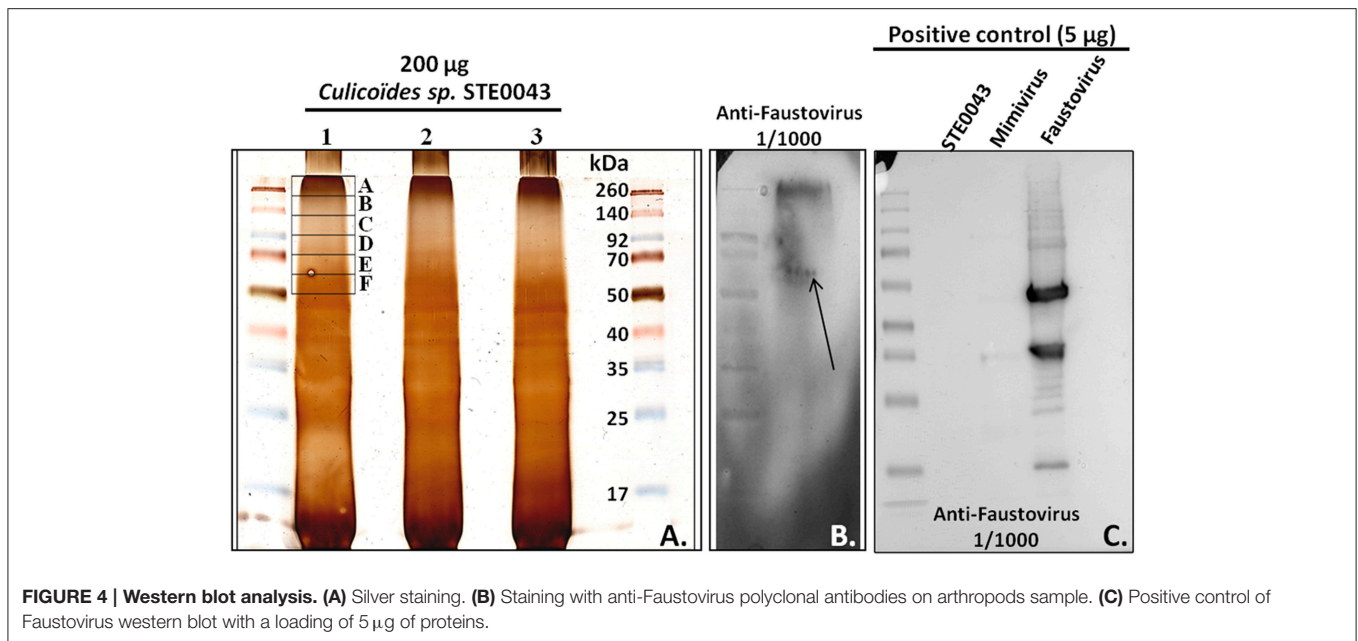 200 µg
Culicoïdes sp. STE0043
1 2 3
kDa
A
B
C
D
E
F
260
140
92
70
50
40
35
25
17
A.
Anti-Faustovirus
1/1000
B.
Positive control (5 µg)
STE0043
Mimivirus
Faustovirus
Anti-Faustovirus
1/1000
C.
FIGURE 4 | Western blot analysis. (A) Silver staining. (B) Staining with anti-Faustovirus polyclonal antibodies on arthropods sample. (C) Positive control of
Faustovirus western blot with a loading of 5 µg of proteins.